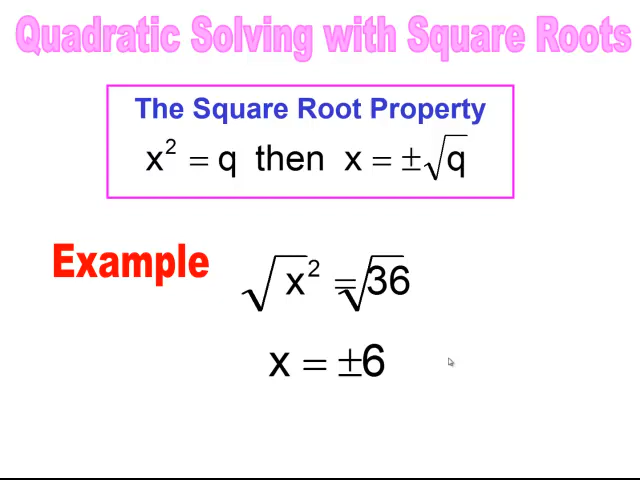 Quadratic Solving with Square Roots
The Square Root Property
x² = q then x = ±√q
Example
√x² = √36
x = ±6